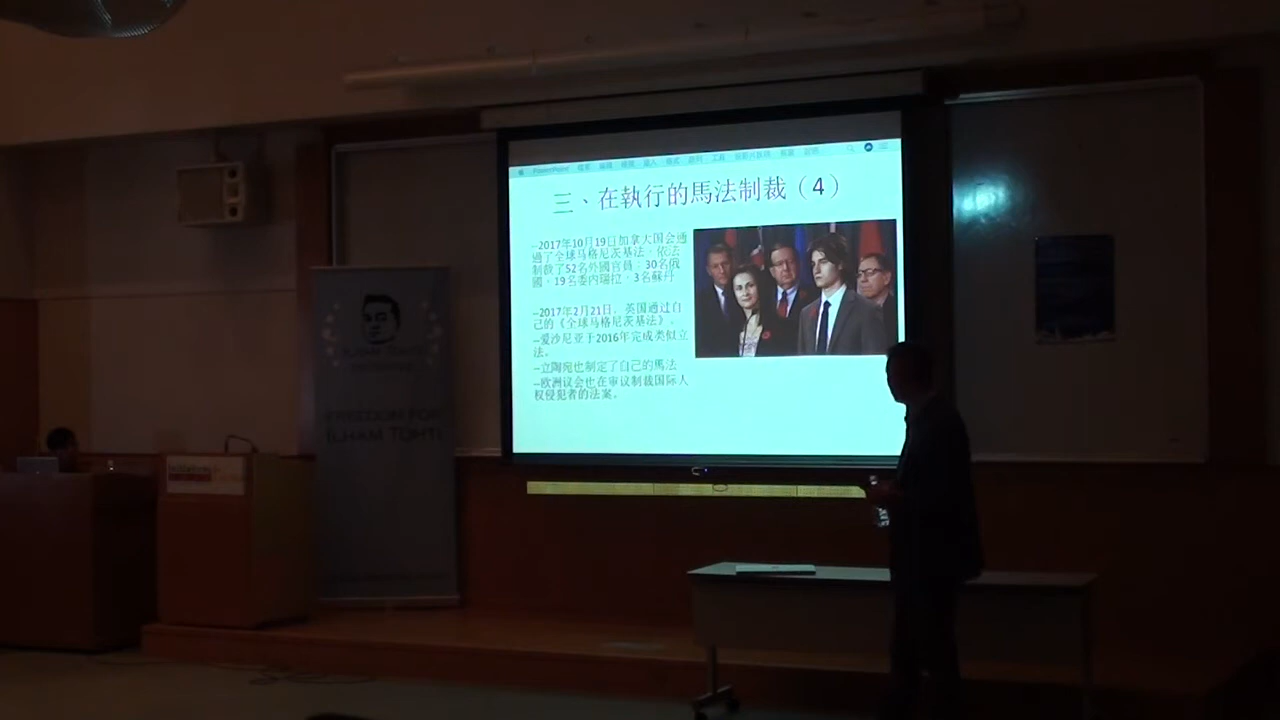 PowerPoint
三、在執行的馬法制裁（4）
–2017年10月19日加拿大国会通
過了全球马格尼茨基法，依法
制裁了52名外國官員：30名俄
國，19名委内瑞拉，3名蘇丹
–2017年2月21日，英国通过自
己的《全球马格尼茨基法》。
–爱沙尼亚于2016年完成类似立
法。
–立陶宛也制定了自己的馬法
–欧洲议会也在审议制裁国际人
权侵犯者的法案。
FREEDOM FOR
ILHAM TOHTI